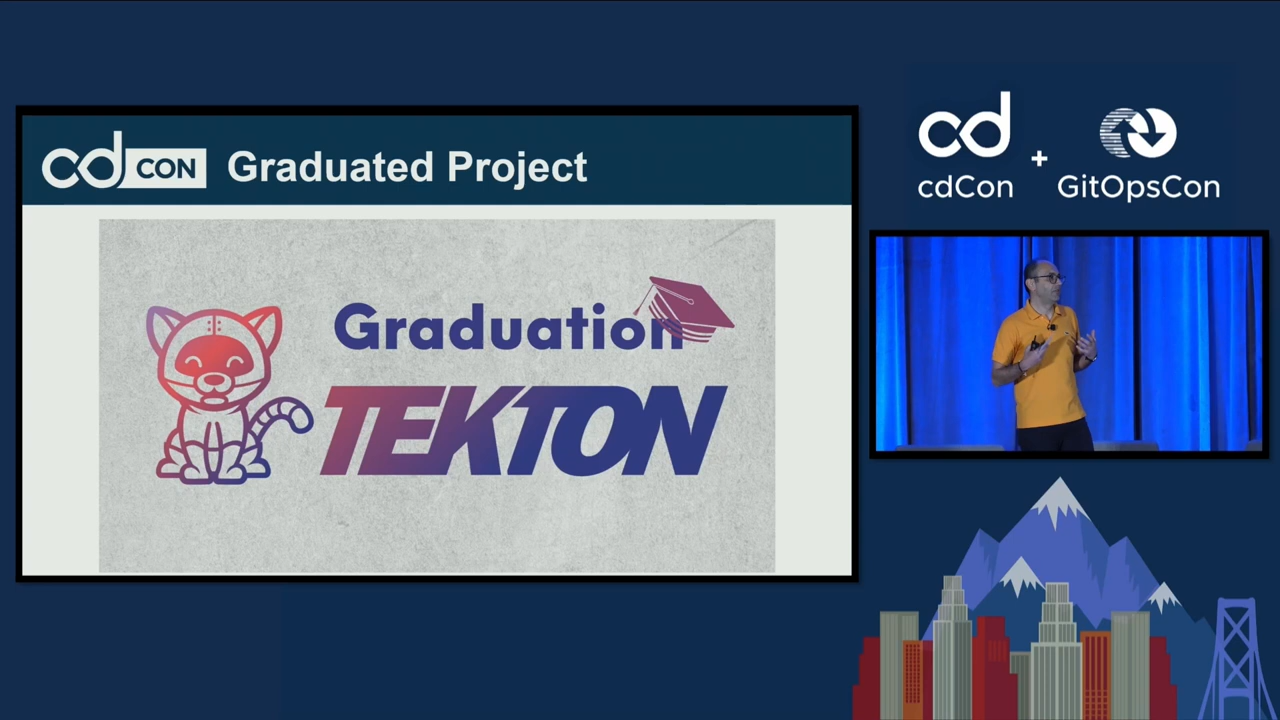 cd CON Graduated Project
Graduation
TEKTON
cd + 
cdCon GitOpsCon